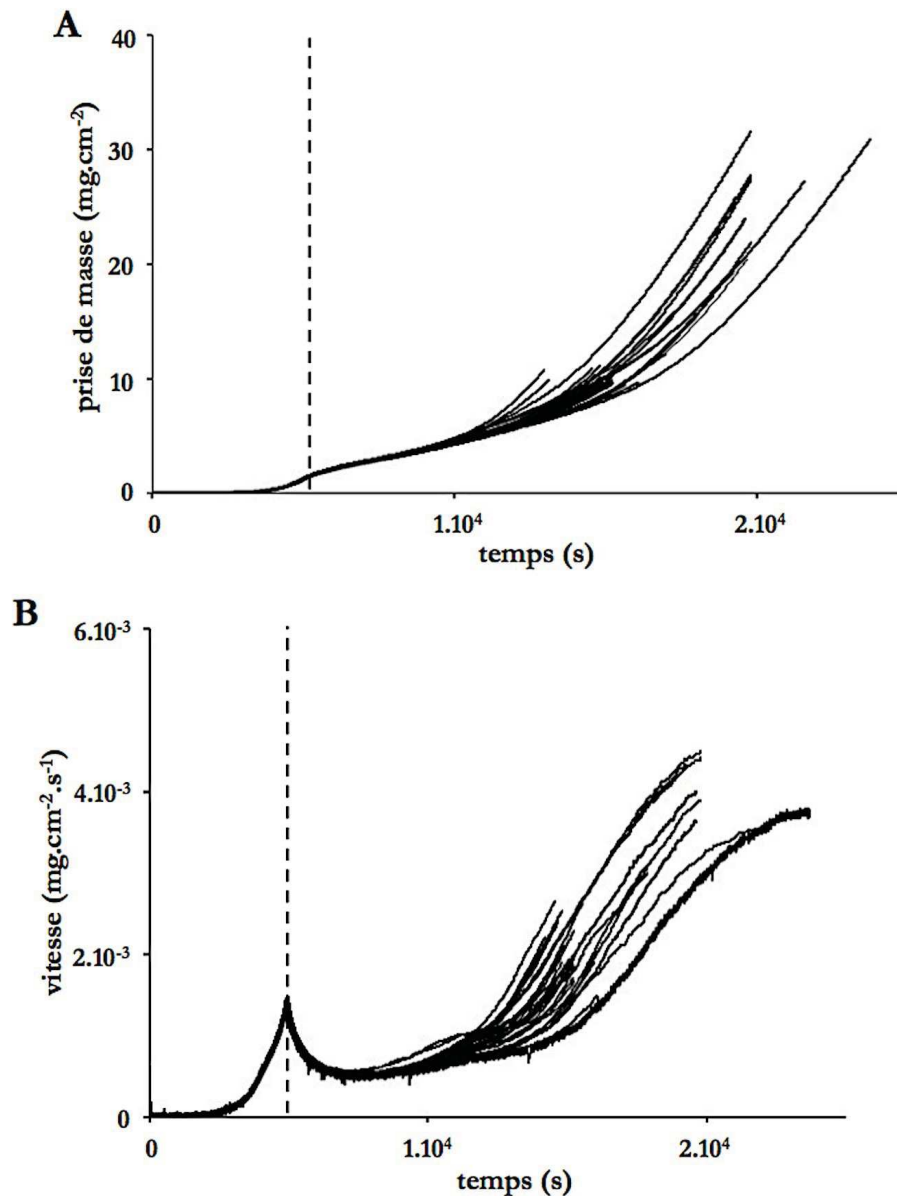 A
40
30
20
10
0
prise de masse (mg.cm-2)
0
1.10⁴
2.10⁴
temps (s)
B
6.10-3
4.10-3
2.10-3
0
vitesse (mg.cm-2.s-1)
0
1.10⁴
2.10⁴
temps (s)